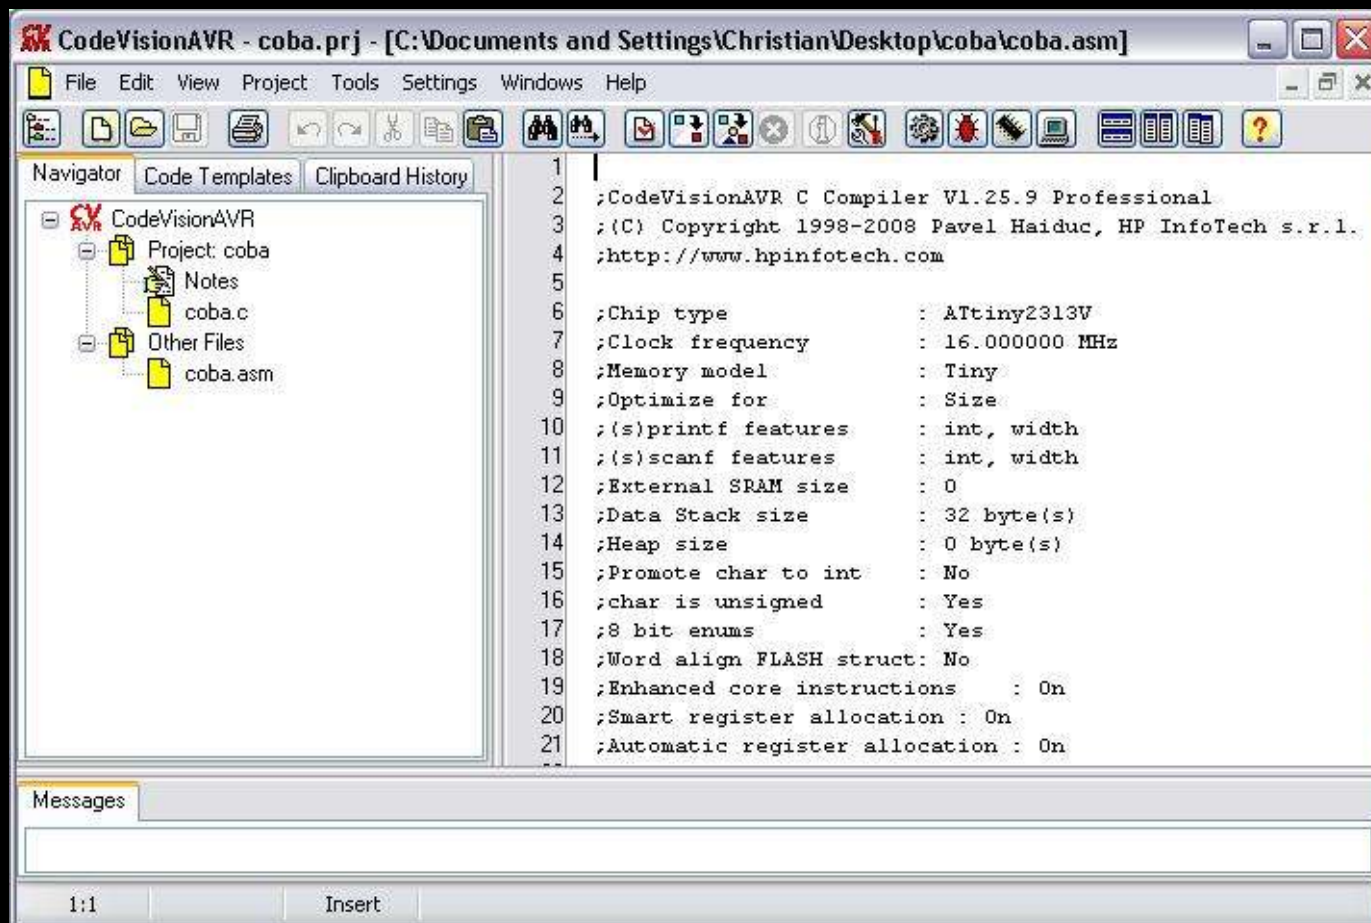 CodeVisionAVR - coba.prj - [C:\Documents and Settings\Christian\Desktop\coba\coba.asm]
File Edit View Project Tools Settings Windows Help
Navigator Code Templates Clipboard History
CodeVisionAVR
Project: coba
Notes
coba.c
Other Files
coba.asm
1
2 ;CodeVisionAVR C Compiler V1.25.9 Professional
3 ;(C) Copyright 1998-2008 Pavel Haiduc, HP InfoTech s.r.l.
4 ;http://www.hpinfotech.com
5
6 ;Chip type : ATtiny2313V
7 ;Clock frequency : 16.000000 MHz
8 ;Memory model : Tiny
9 ;Optimize for : Size
10 ;(s)printf features : int, width
11 ;(s)scanf features : int, width
12 ;External SRAM size : 0
13 ;Data Stack size : 32 byte(s)
14 ;Heap size : 0 byte(s)
15 ;Promote char to int : No
16 ;char is unsigned : Yes
17 ;8 bit enums : Yes
18 ;Word align FLASH struct: No
19 ;Enhanced core instructions : On
20 ;Smart register allocation : On
21 ;Automatic register allocation : On
Messages
1:1 Insert